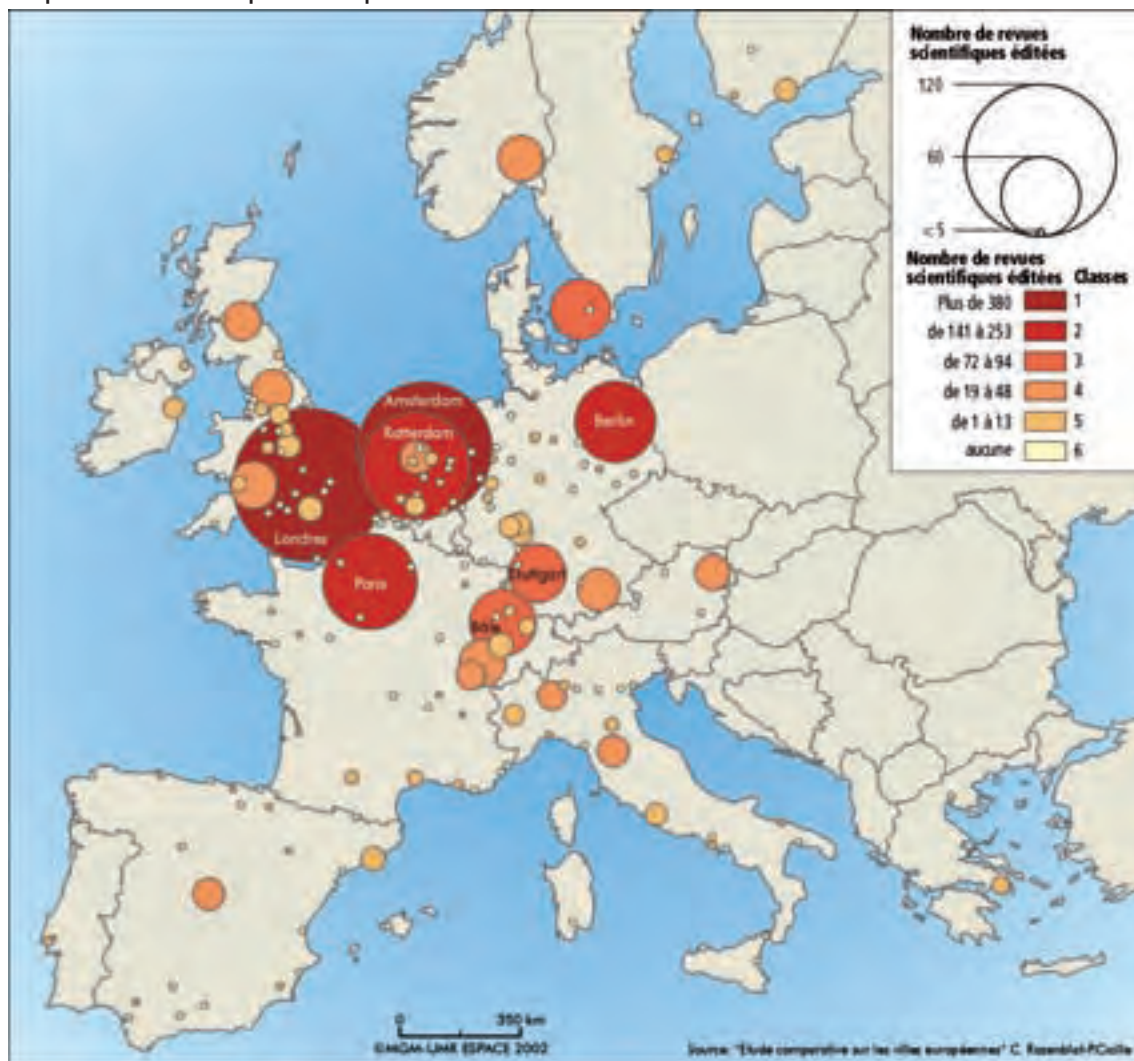 Nombre de revues
scientifiques éditées
120
60
<5
Nombre de revues
scientifiques éditées Classes
Plus de 380 1
de 141 à 253 2
de 72 à 94 3
de 19 à 48 4
de 1 à 13 5
aucune 6
Amsterdam
Rotterdam
Berlin
Londres
Paris
Stuttgart
Bâle
0 350 km
©MGM-UMR ESPACE 2002
Source: "Etude comparative sur les villes européennes" C. Rozenblat-P.Cicille